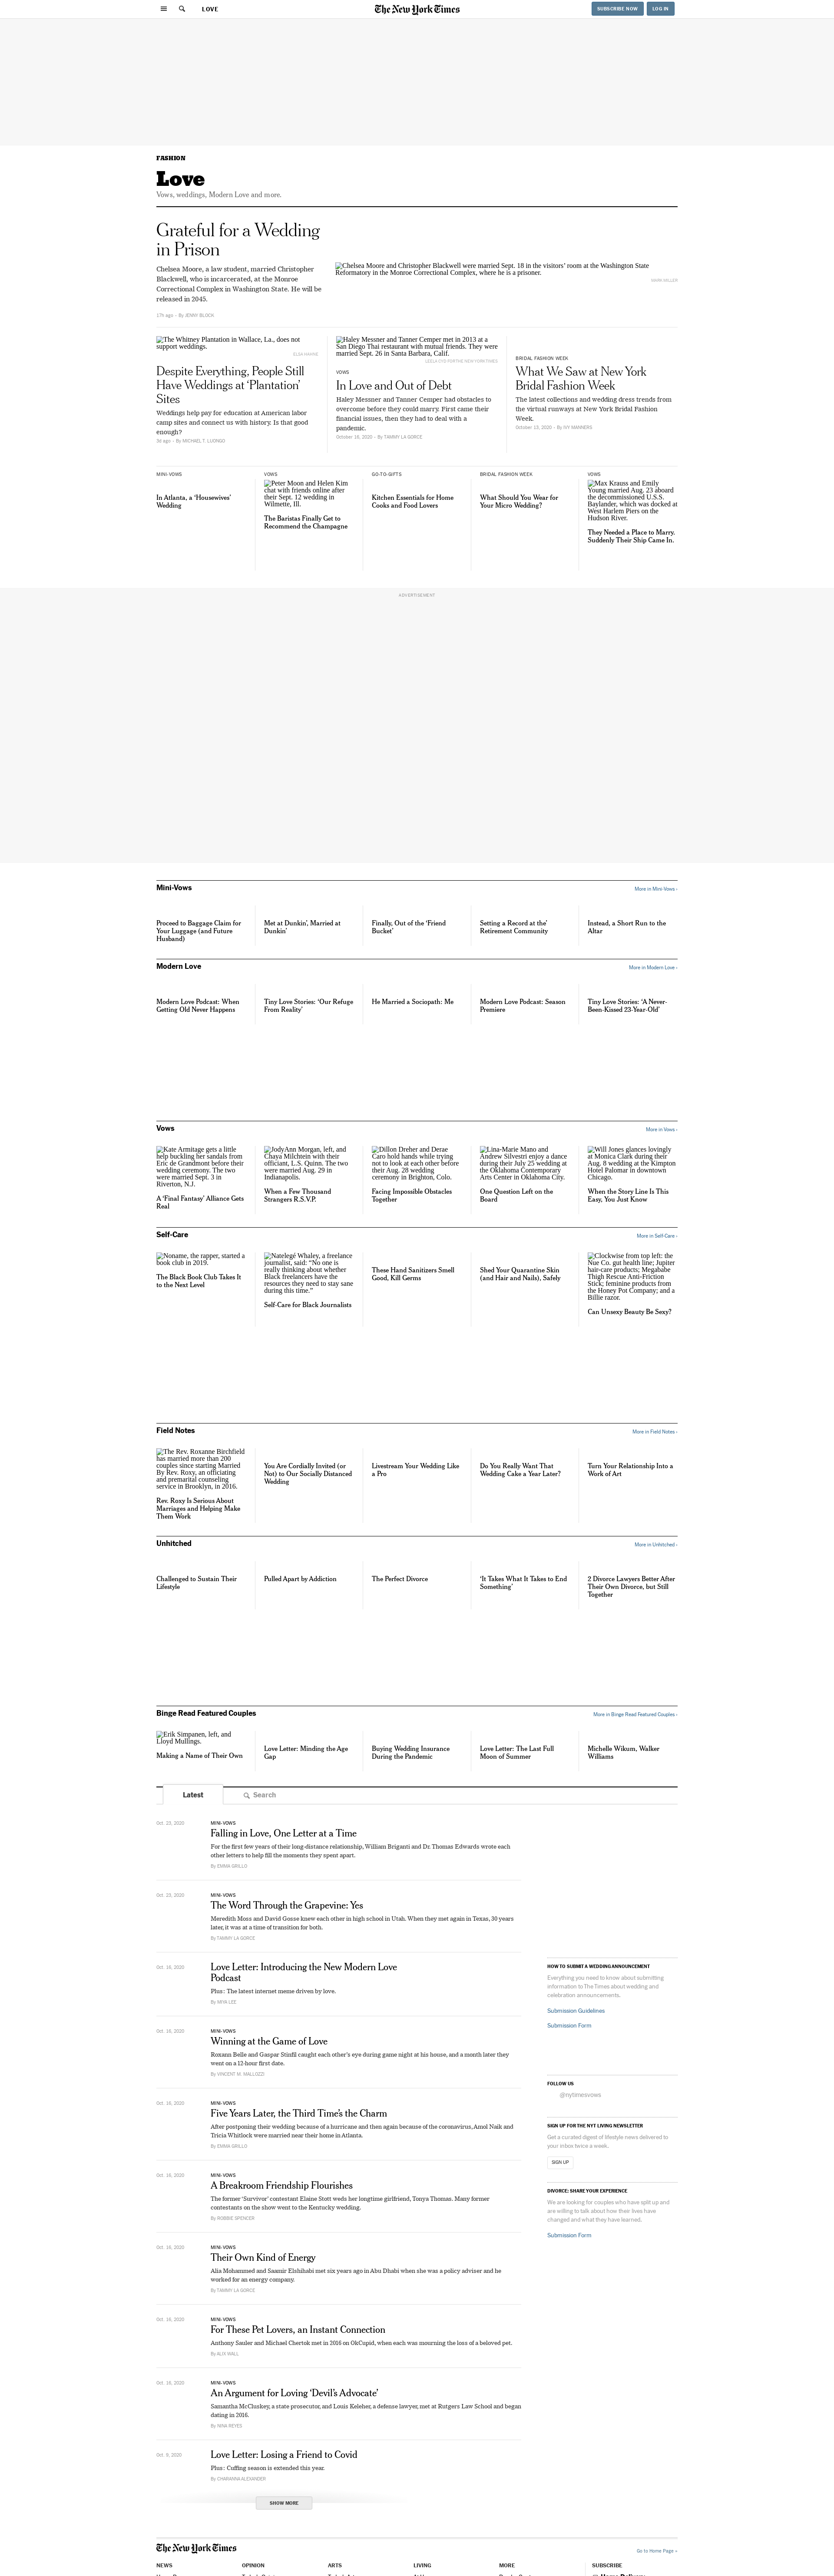 LOVE
The New York Times
SUBSCRIBE NOW
LOG IN
FASHION
Love
Vows, weddings, Modern Love and more.
Grateful for a Wedding
in Prison
Chelsea Moore, a law student, married Christopher
Blackwell, who is incarcerated, at the Monroe
Correctional Complex in Washington State. He will be
released in 2045.
17h ago - By JENNY BLOCK
Chelsea Moore and Christopher Blackwell were married Sept. 18 in the visitors' room at the Washington State
Reformatory in the Monroe Correctional Complex, where he is a prisoner.
MARK MILLER
The Whitney Plantation in Wallace, La., does not
support weddings.
Despite Everything, People Still
Have Weddings at 'Plantation'
Sites
Weddings help pay for education at American labor
camp sites and connect us with history. Is that good
enough?
3d ago - By MICHAEL T. LUONGO
Haley Messner and Tanner Cemper met in 2013 at a
San Diego Thai restaurant with mutual friends. They were
married Sept. 26 in Santa Barbara, Calif.
LEELA CYD FOR THE NEW YORK TIMES
VOWS
In Love and Out of Debt
Haley Messner and Tanner Cemper had obstacles to
overcome before they could marry. First came their
financial issues, then they had to deal with a
pandemic.
October 16, 2020 - By TAMMY LA GORCE
BRIDAL FASHION WEEK
What We Saw at New York
Bridal Fashion Week
The latest collections and wedding dress trends from
the virtual runways at New York Bridal Fashion
Week.
October 13, 2020 - By IVY MANNERS
MINI-VOWS
In Atlanta, a 'Housewives'
Wedding
VOWS
Peter Moon and Helen Kim
chat with friends online after
their Sept. 12 wedding in
Wilmette, Ill.
The Baristas Finally Get to
Recommend the Champagne
GO-TO-GIFTS
Kitchen Essentials for Home
Cooks and Food Lovers
BRIDAL FASHION WEEK
What Should You Wear for
Your Micro Wedding?
VOWS
Max Krauss and Emily
Young married Aug. 23 aboard
the decommissioned U.S.S.
Baylander, which was docked at
West Harlem Piers on the
Hudson River.
They Needed a Place to Marry.
Suddenly Their Ship Came In.
ADVERTISEMENT
Mini-Vows
More in Mini-Vows ›
Proceed to Baggage Claim for
Your Luggage (and Future
Husband)
Met at Dunkin', Married at
Dunkin'
Finally, Out of the 'Friend
Bucket'
Setting a Record at the'
Retirement Community
Instead, a Short Run to the
Altar
Modern Love
More in Modern Love ›
Modern Love Podcast: When
Getting Old Never Happens
Tiny Love Stories: 'Our Refuge
From Reality'
He Married a Sociopath: Me
Modern Love Podcast: Season
Premiere
Tiny Love Stories: 'A Never-
Been-Kissed 23-Year-Old'
Vows
More in Vows ›
Kate Armitage gets a little
help buckling her sandals from
Eric de Grandmont before their
wedding ceremony. The two
were married Sept. 3 in
Riverton, N.J.
A 'Final Fantasy' Alliance Gets
Real
JodyAnn Morgan, left, and
Chaya Milchtein with their
officiant, L.S. Quinn. The two
were married Aug. 29 in
Indianapolis.
When a Few Thousand
Strangers R.S.V.P.
Dillon Dreher and Derae
Caro hold hands while trying
not to look at each other before
their Aug. 28 wedding
ceremony in Brighton, Colo.
Facing Impossible Obstacles
Together
Lina-Marie Mano and
Andrew Silvestri enjoy a dance
during their July 25 wedding at
the Oklahoma Contemporary
Arts Center in Oklahoma City.
One Question Left on the
Board
Will Jones glances lovingly
at Monica Clark during their
Aug. 8 wedding at the Kimpton
Hotel Palomar in downtown
Chicago.
When the Story Line Is This
Easy, You Just Know
Self-Care
More in Self-Care ›
Noname, the rapper, started a
book club in 2019.
The Black Book Club Takes It
to the Next Level
Natelegé Whaley, a freelance
journalist, said: "No one is
really thinking about whether
Black freelancers have the
resources they need to stay sane
during this time."
Self-Care for Black Journalists
These Hand Sanitizers Smell
Good, Kill Germs
Shed Your Quarantine Skin
(and Hair and Nails), Safely
Clockwise from top left: the
Nue Co. gut health line; Jupiter
hair-care products; Megababe
Thigh Rescue Anti-Friction
Stick; feminine products from
the Honey Pot Company; and a
Billie razor.
Can Unsexy Beauty Be Sexy?
Field Notes
More in Field Notes ›
The Rev. Roxanne Birchfield
has married more than 200
couples since starting Married
By Rev. Roxy, an officiating
and premarital counseling
service in Brooklyn, in 2016.
Rev. Roxy Is Serious About
Marriages and Helping Make
Them Work
You Are Cordially Invited (or
Not) to Our Socially Distanced
Wedding
Livestream Your Wedding Like
a Pro
Do You Really Want That
Wedding Cake a Year Later?
Turn Your Relationship Into a
Work of Art
Unhitched
More in Unhitched ›
Challenged to Sustain Their
Lifestyle
Pulled Apart by Addiction
The Perfect Divorce
'It Takes What It Takes to End
Something'
2 Divorce Lawyers Better After
Their Own Divorce, but Still
Together
Binge Read Featured Couples
More in Binge Read Featured Couples ›
Erik Simpanen, left, and
Lloyd Mullings.
Making a Name of Their Own
Love Letter: Minding the Age
Gap
Buying Wedding Insurance
During the Pandemic
Love Letter: The Last Full
Moon of Summer
Michelle Wikum, Walker
Williams
Latest
Search
Oct. 23, 2020
MINI-VOWS
Falling in Love, One Letter at a Time
For the first few years of their long-distance relationship, William Briganti and Dr. Thomas Edwards wrote each
other letters to help fill the moments they spent apart.
By EMMA GRILLO
Oct. 23, 2020
MINI-VOWS
The Word Through the Grapevine: Yes
Meredith Moss and David Gosse knew each other in high school in Utah. When they met again in Texas, 30 years
later, it was at a time of transition for both.
By TAMMY LA GORCE
Oct. 16, 2020
Love Letter: Introducing the New Modern Love
Podcast
Plus: The latest internet meme driven by love.
By MIYA LEE
Oct. 16, 2020
MINI-VOWS
Winning at the Game of Love
Roxann Belle and Gaspar Stinfil caught each other's eye during game night at his house, and a month later they
went on a 12-hour first date.
By VINCENT M. MALLOZZI
Oct. 16, 2020
MINI-VOWS
Five Years Later, the Third Time's the Charm
After postponing their wedding because of a hurricane and then again because of the coronavirus, Amol Naik and
Tricia Whitlock were married near their home in Atlanta.
By EMMA GRILLO
Oct. 16, 2020
MINI-VOWS
A Breakroom Friendship Flourishes
The former 'Survivor' contestant Elaine Stott weds her longtime girlfriend, Tonya Thomas. Many former
contestants on the show went to the Kentucky wedding.
By ROBBIE SPENCER
Oct. 16, 2020
MINI-VOWS
Their Own Kind of Energy
Alia Mohammed and Saamir Elshihabi met six years ago in Abu Dhabi when she was a policy adviser and he
worked for an energy company.
By TAMMY LA GORCE
Oct. 16, 2020
MINI-VOWS
For These Pet Lovers, an Instant Connection
Anthony Sauler and Michael Chertok met in 2016 on OkCupid, when each was mourning the loss of a beloved pet.
By ALIX WALL
Oct. 16, 2020
MINI-VOWS
An Argument for Loving 'Devil's Advocate'
Samantha McCluskey, a state prosecutor, and Louis Keleher, a defense lawyer, met at Rutgers Law School and began
dating in 2016.
By NINA REYES
Oct. 9, 2020
Love Letter: Losing a Friend to Covid
Plus: Cuffing season is extended this year.
By CHARANNA ALEXANDER
SHOW MORE
HOW TO SUBMIT A WEDDING ANNOUNCEMENT
Everything you need to know about submitting
information to The Times about wedding and
celebration announcements.
Submission Guidelines
Submission Form
FOLLOW US
@nytimesvows
SIGN UP FOR THE NYT LIVING NEWSLETTER
Get a curated digest of lifestyle news delivered to
your inbox twice a week.
SIGN UP
DIVORCE: SHARE YOUR EXPERIENCE
We are looking for couples who have split up and
are willing to talk about how their lives have
changed and what they have learned.
Submission Form
The New York Times
Go to Home Page »
NEWS
OPINION
ARTS
LIVING
MORE
SUBSCRIBE